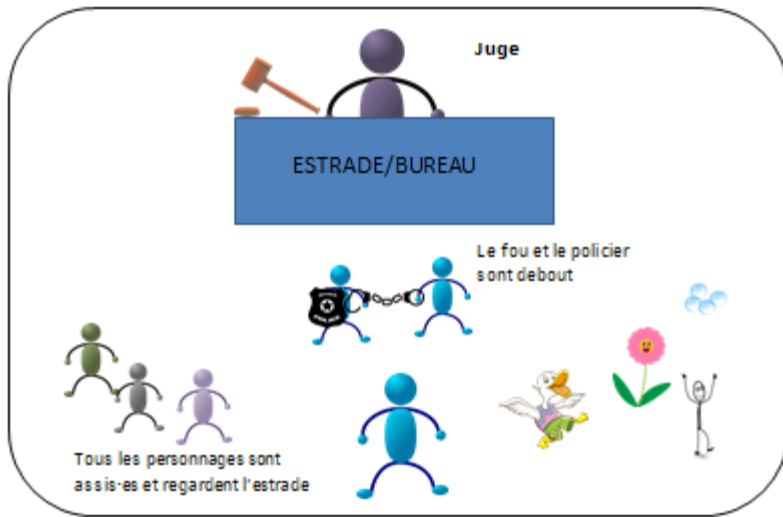 Juge
ESTRADE/BUREAU
Le fou et le policier
sont debout
Tous les personnages sont
assis·es et regardent l'estrade